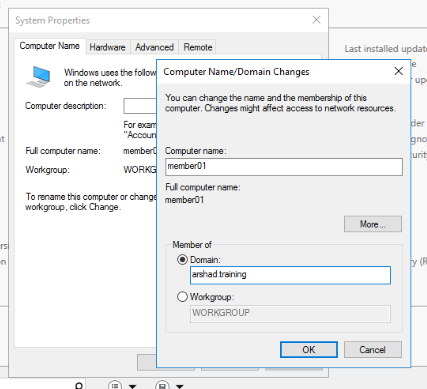 System Properties
Computer Name
Hardware
Advanced
Remote
Windows uses the follow
on the network.
Computer description:
For exam
"Accoun
Full computer name:
member0
Workgroup:
WORKG
To rename this computer or change
workgroup, click Change.
Computer Name/Domain Changes
You can change the name and the membership of this
computer. Changes might affect access to network resources.
Computer name:
member01
Full computer name:
member01
More...
Member of
Domain:
arshad.training
Workgroup:
WORKGROUP
OK
Cancel
Last installed update